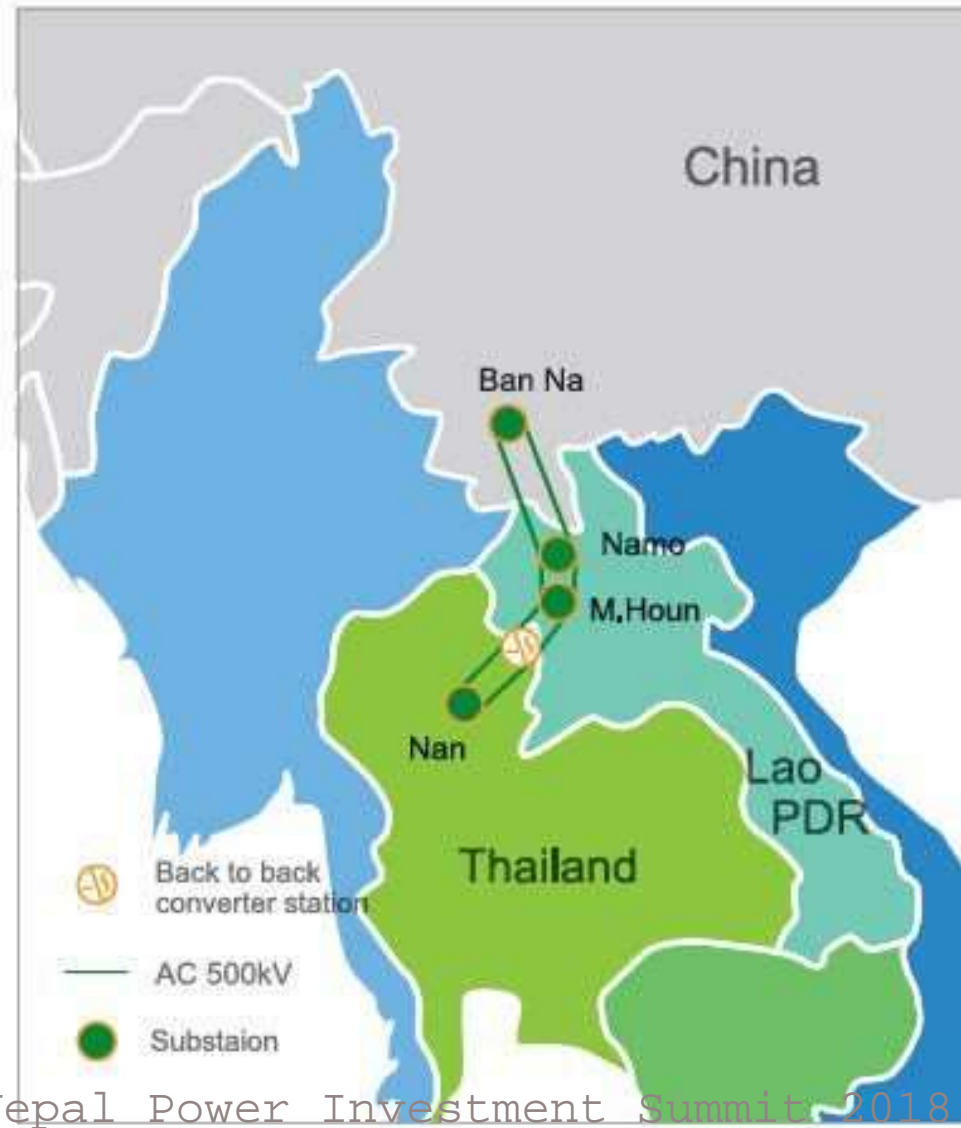 China
Ban Na
Namo
M.Houn
Nan
Lao
PDR
Thailand
Back to back
converter station
AC 500kV
Substaion
Nepal Power Investment Summit 2018